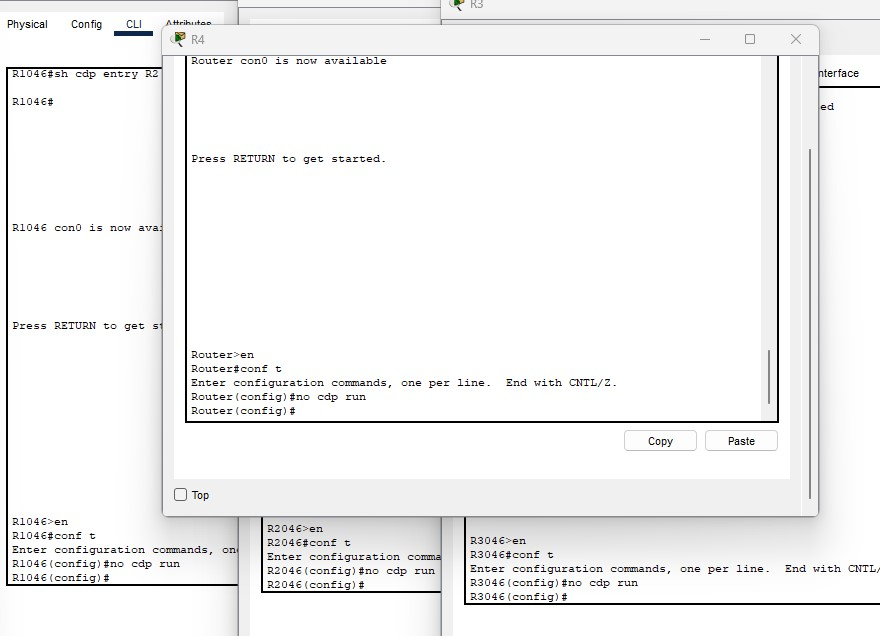 Physical Config CLI Attributes
R1046#sh cdp entry R2
R1046#
R1046 con0 is now
Press RETURN to get
R1046>en
R1046#conf t
Enter configuration commands,
R1046(config)#no cdp run
R1046(config)#
R4
Router con0 is now available
Press RETURN to get started.
Router>en
Router#conf t
Enter configuration commands, one per line.  End with CNTL/Z.
Router(config)#no cdp run
Router(config)#
Copy Paste
Top
R2046>en
R2046#conf t
Enter configuration
R2046(config)#no cdp run
R2046(config)#
R3
R3046>en
R3046#conf t
Enter configuration commands, one per line.  End with CNTL/
R3046(config)#no cdp run
R3046(config)#